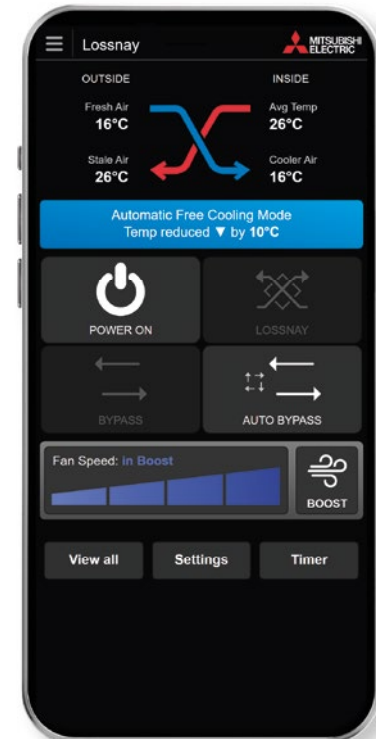 Lossnay
MITSUBISHI
ELECTRIC
OUTSIDE
INSIDE
Fresh Air
16°C
Avg Temp
26°C
Stale Air
26°C
Cooler Air
16°C
Automatic Free Cooling Mode
Temp reduced ▼ by 10°C
POWER ON
LOSSNAY
BYPASS
AUTO BYPASS
Fan Speed: in Boost
BOOST
View all
Settings
Timer